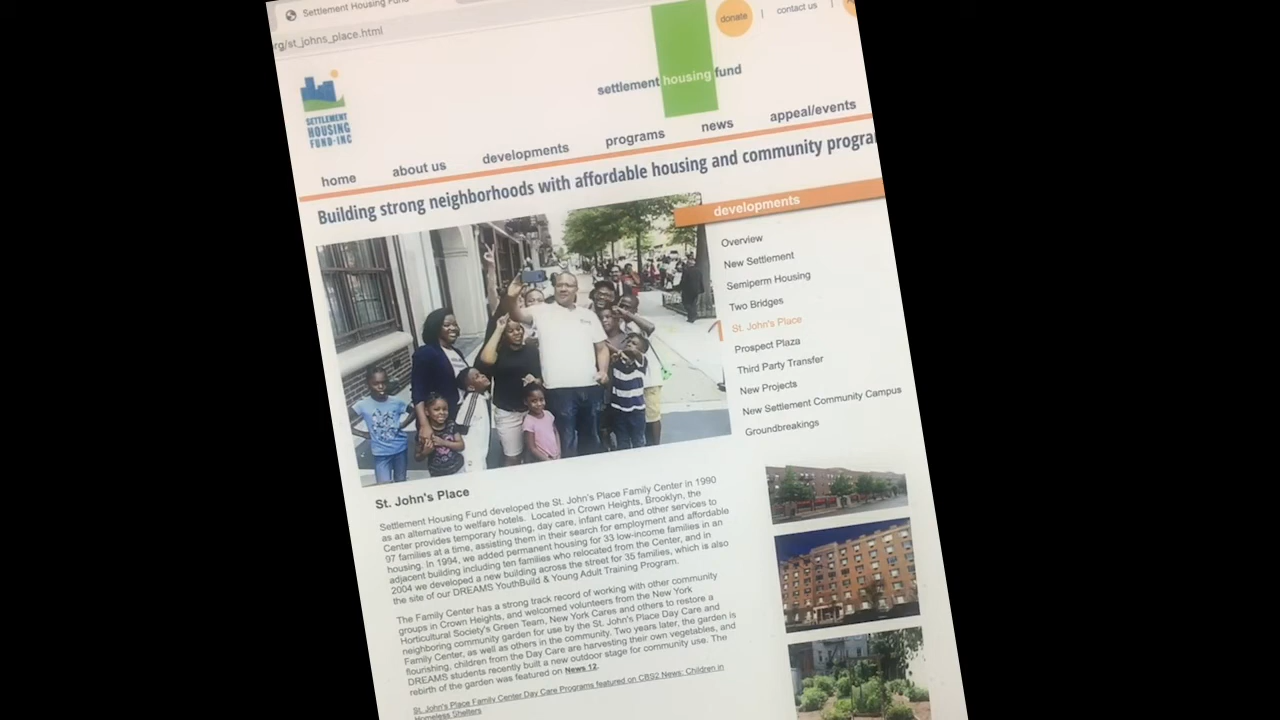 Settlement Housing Fund
rg/st_johns_place.html
donate | contact us |
settlement housing fund
SETTLEMENT
HOUSING
FUND-INC
home about us developments programs news appeal/events
Building strong neighborhoods with affordable housing and community progra
developments
Overview
New Settlement
Semiperm Housing
Two Bridges
St. John's Place
Prospect Plaza
Third Party Transfer
New Projects
New Settlement Community Campus
Groundbreakings
St. John's Place
Settlement Housing Fund developed the St. John's Place Family Center in 1990
as an alternative to welfare hotels. Located in Crown Heights, Brooklyn, the
Center provides temporary housing, day care, infant care, and other services to
97 families at a time, assisting them in their search for employment and affordable
housing. In 1994, we added permanent housing for 33 low-income families in an
adjacent building including ten families who relocated from the Center, and in
2004 we developed a new building across the street for 35 families, which is also
the site of our DREAMS YouthBuild & Young Adult Training Program.
The Family Center has a strong track record of working with other community
groups in Crown Heights, and welcomed volunteers from the New York
Horticultural Society's Green Team, New York Cares and others to restore a
neighboring community garden for use by the St. John's Place Day Care and
Family Center, as well as others in the community. Two years later, the garden is
flourishing, children from the Day Care are harvesting their own vegetables, and
DREAMS students recently built a new outdoor stage for community use. The
rebirth of the garden was featured on News 12.
St. John's Place Family Center Day Care Programs featured on CBS2 News: Children in
Homeless Shelters